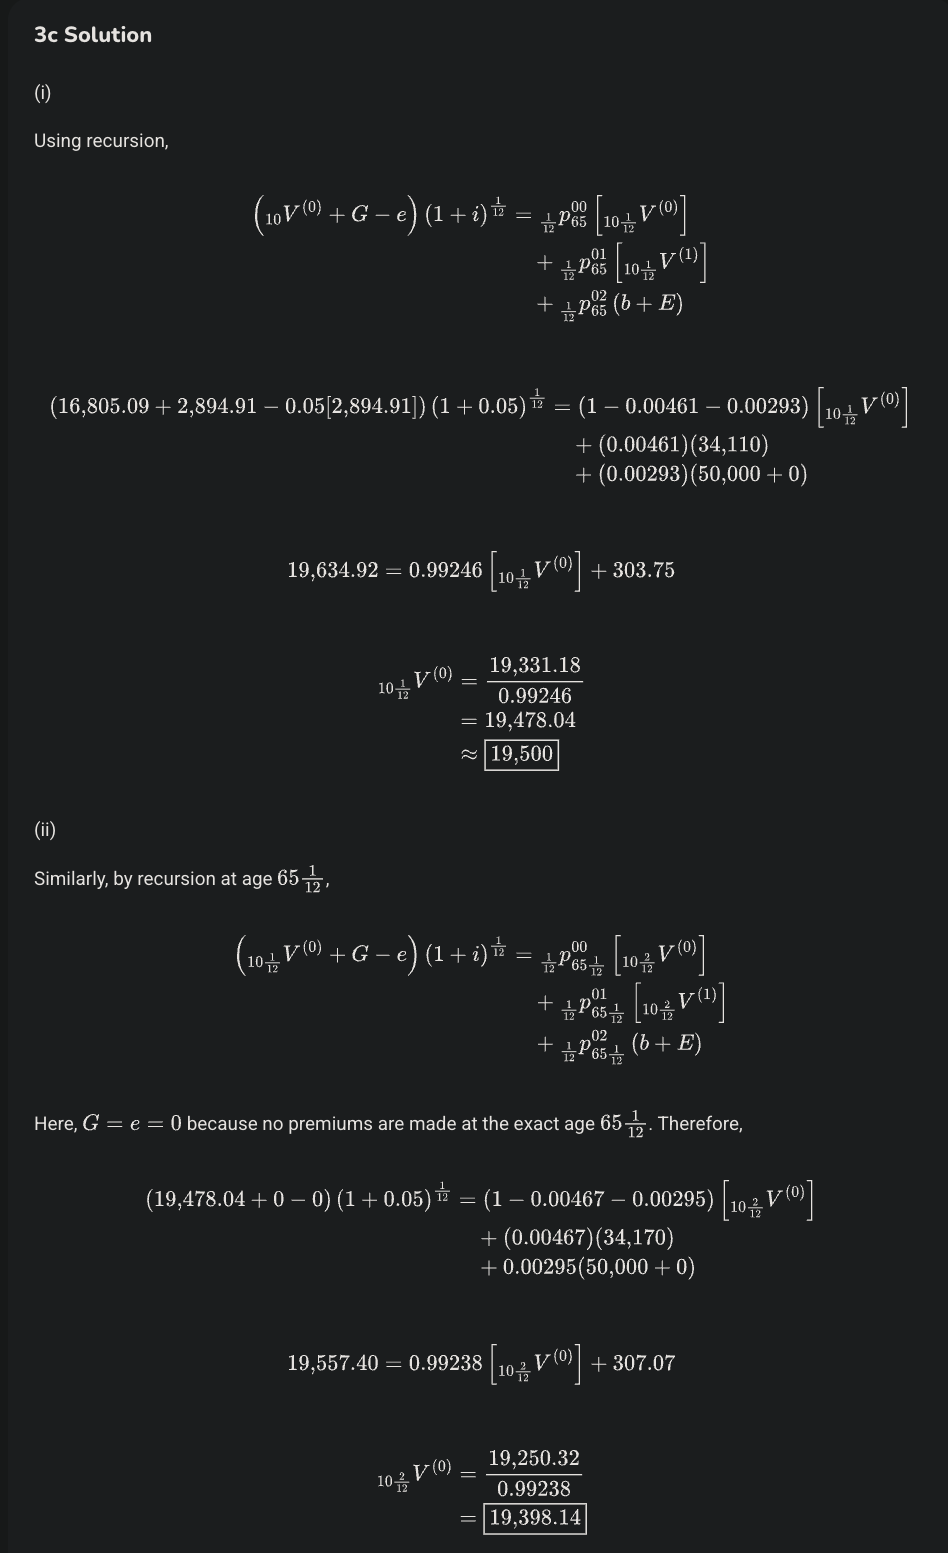 3c Solution
(i)
Using recursion,
$\left({}_{10}V^{(0)} + G - e\right)(1+i)^{\frac{1}{12}} = {}_{\frac{1}{12}}p_{65}^{00}\left[{}_{10\frac{1}{12}}V^{(0)}\right]$
$+ {}_{\frac{1}{12}}p_{65}^{01}\left[{}_{10\frac{1}{12}}V^{(1)}\right]$
$+ {}_{\frac{1}{12}}p_{65}^{02}(b+E)$
$(16{,}805.09 + 2{,}894.91 - 0.05[2{,}894.91])(1+0.05)^{\frac{1}{12}} = (1 - 0.00461 - 0.00293)\left[{}_{10\frac{1}{12}}V^{(0)}\right]$
$+ (0.00461)(34{,}110)$
$+ (0.00293)(50{,}000 + 0)$
$19{,}634.92 = 0.99246\left[{}_{10\frac{1}{12}}V^{(0)}\right] + 303.75$
${}_{10\frac{1}{12}}V^{(0)} = \frac{19{,}331.18}{0.99246}$
$= 19{,}478.04$
$\approx \boxed{19{,}500}$
(ii)
Similarly, by recursion at age $65\frac{1}{12}$,
$\left({}_{10\frac{1}{12}}V^{(0)} + G - e\right)(1+i)^{\frac{1}{12}} = {}_{\frac{1}{12}}p_{65\frac{1}{12}}^{00}\left[{}_{10\frac{2}{12}}V^{(0)}\right]$
$+ {}_{\frac{1}{12}}p_{65\frac{1}{12}}^{01}\left[{}_{10\frac{2}{12}}V^{(1)}\right]$
$+ {}_{\frac{1}{12}}p_{65\frac{1}{12}}^{02}(b+E)$
Here, $G = e = 0$ because no premiums are made at the exact age $65\frac{1}{12}$. Therefore,
$(19{,}478.04 + 0 - 0)(1+0.05)^{\frac{1}{12}} = (1 - 0.00467 - 0.00295)\left[{}_{10\frac{2}{12}}V^{(0)}\right]$
$+ (0.00467)(34{,}170)$
$+ 0.00295(50{,}000 + 0)$
$19{,}557.40 = 0.99238\left[{}_{10\frac{2}{12}}V^{(0)}\right] + 307.07$
${}_{10\frac{2}{12}}V^{(0)} = \frac{19{,}250.32}{0.99238}$
$= \boxed{19{,}398.14}$